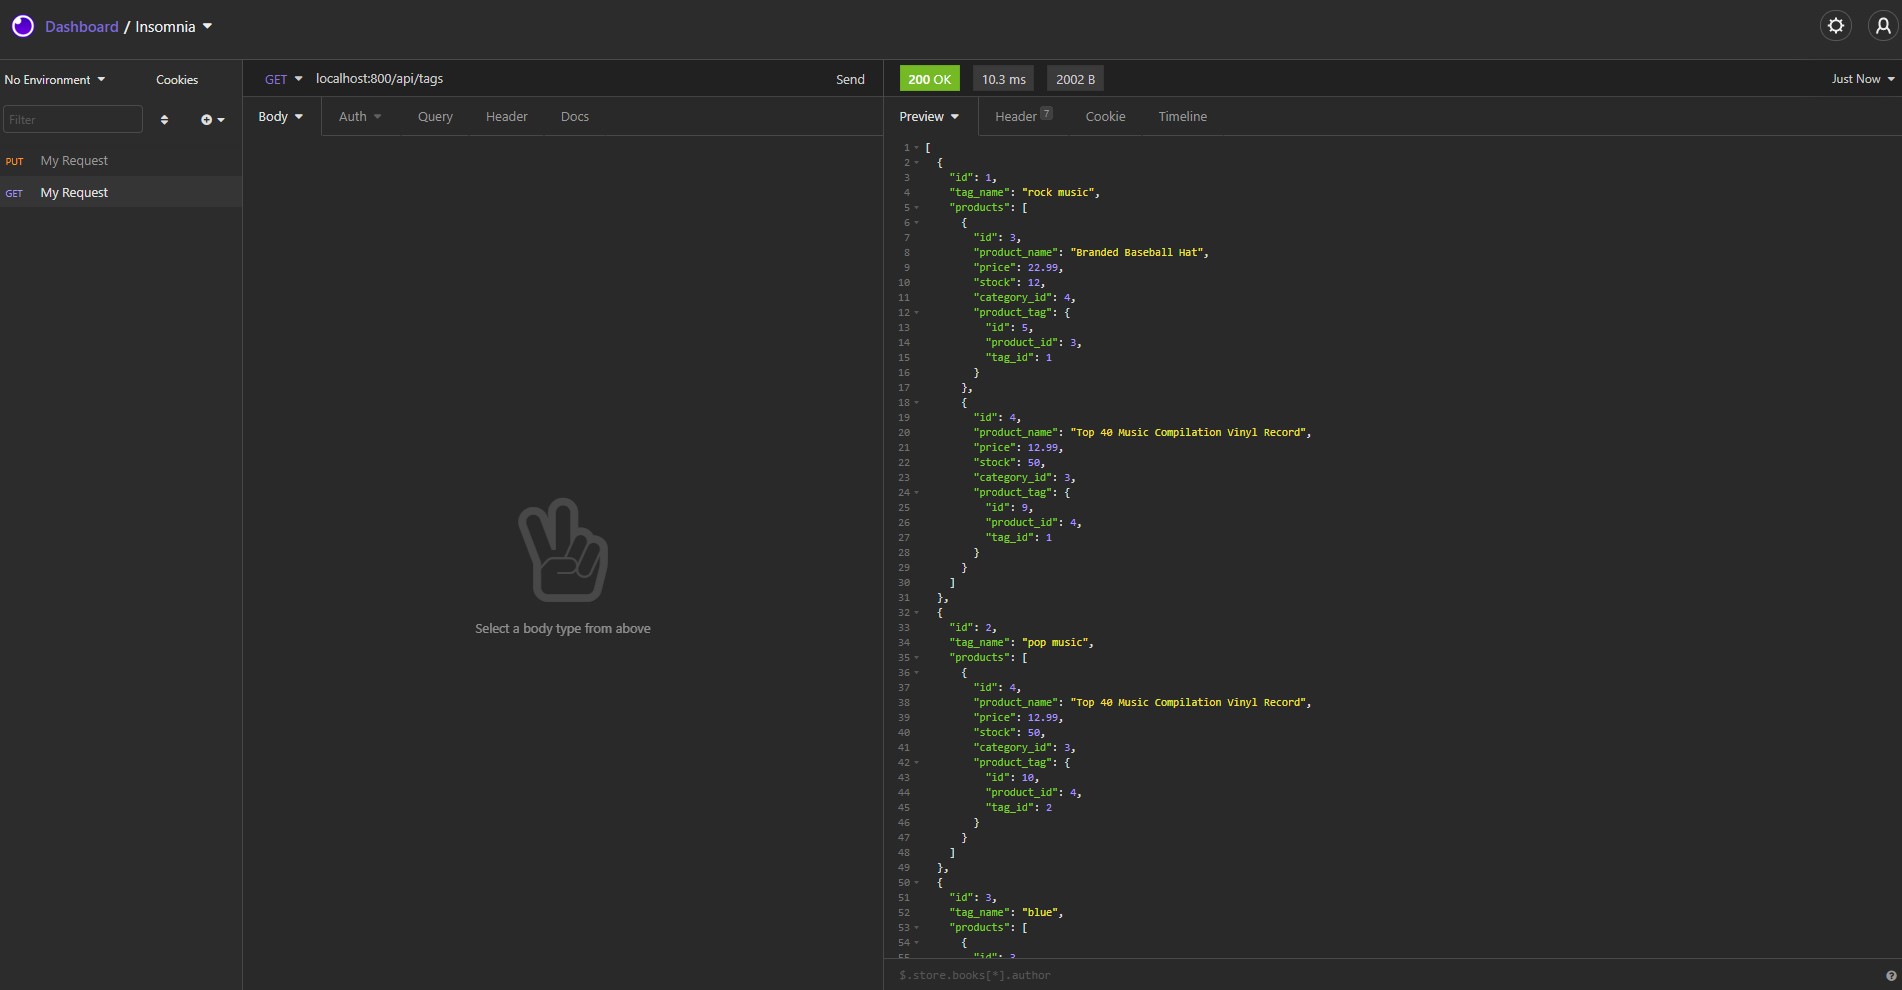 Dashboard / Insomnia
No Environment Cookies
Filter
PUT My Request
GET My Request
GET localhost:800/api/tags Send
Body Auth Query Header Docs
Select a body type from above
200 OK 10.3 ms 2002 B Just Now
Preview Header 7 Cookie Timeline
1 [
2 {
3 "id": 1,
4 "tag_name": "rock music",
5 "products": [
6 {
7 "id": 3,
8 "product_name": "Branded Baseball Hat",
9 "price": 22.99,
10 "stock": 12,
11 "category_id": 4,
12 "product_tag": {
13 "id": 5,
14 "product_id": 3,
15 "tag_id": 1
16 }
17 },
18 {
19 "id": 4,
20 "product_name": "Top 40 Music Compilation Vinyl Record",
21 "price": 12.99,
22 "stock": 50,
23 "category_id": 3,
24 "product_tag": {
25 "id": 9,
26 "product_id": 4,
27 "tag_id": 1
28 }
29 }
30 ]
31 },
32 {
33 "id": 2,
34 "tag_name": "pop music",
35 "products": [
36 {
37 "id": 4,
38 "product_name": "Top 40 Music Compilation Vinyl Record",
39 "price": 12.99,
40 "stock": 50,
41 "category_id": 3,
42 "product_tag": {
43 "id": 10,
44 "product_id": 4,
45 "tag_id": 2
46 }
47 }
48 ]
49 },
50 {
51 "id": 3,
52 "tag_name": "blue",
53 "products": [
54 {
55 "id":
$.store.books[*].author